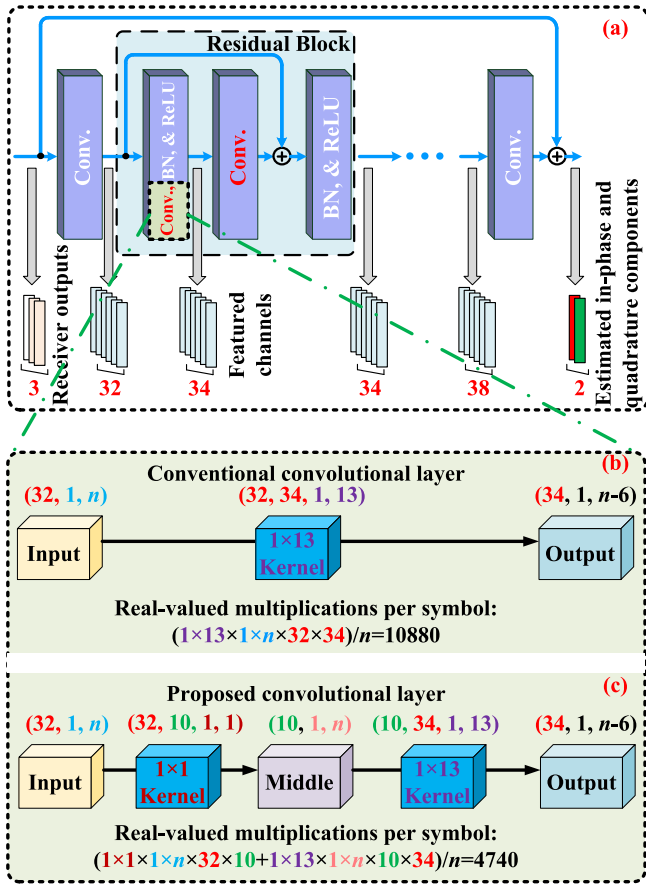 (a)
Residual Block
Conv.
Conv., BN, & ReLU
Conv.
BN, & ReLU
Conv.
Receiver outputs
Featured
channels
Estimated in-phase and
quadrature components
3
32
34
34
38
2
(b)
Conventional convolutional layer
(32, 1, n)
(32, 34, 1, 13)
(34, 1, n-6)
Input
1×13
Kernel
Output
Real-valued multiplications per symbol:
(1×13×1×n×32×34)/n=10880
(c)
Proposed convolutional layer
(32, 1, n)
(32, 10, 1, 1)
(10, 1, n)
(10, 34, 1, 13)
(34, 1, n-6)
Input
1×1
Kernel
Middle
1×13
Kernel
Output
Real-valued multiplications per symbol:
(1×1×1×n×32×10+1×13×1×n×10×34)/n=4740